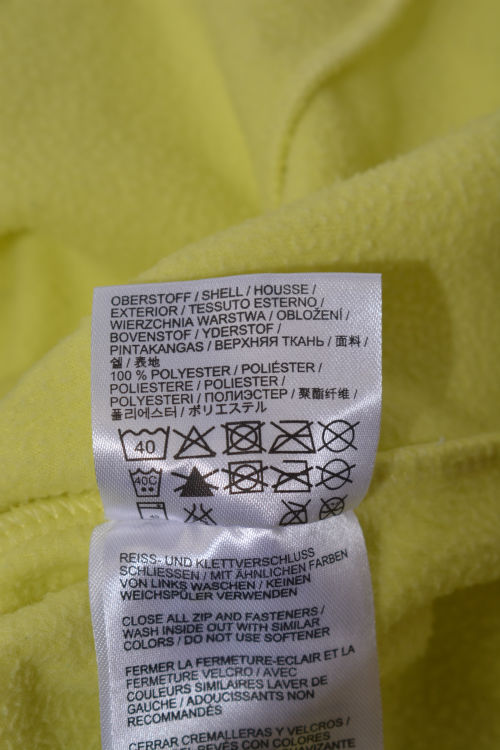 OBERSTOFF / SHELL / HOUSSE /
EXTERIOR / TESSUTO ESTERNO /
WIERZCHNIA WARSTWA / OBLOŽENÍ /
BOVENSTOF / YDERSTOF /
PINTAKANGAS / ВЕРХНЯЯ ТКАНЬ / 面料 /
쉘 / 表地
100 % POLYESTER / POLIÉSTER /
POLIESTERE / POLIESTER /
POLYESTERI / ПОЛИЭСТЕР / 聚酯纤维 /
폴리에스터 / ポリエステル
40
40C
REISS- UND KLETTVERSCHLUSS
SCHLIESSEN / MIT ÄHNLICHEN FARBEN
VON LINKS WASCHEN / KEINEN
WEICHSPÜLER VERWENDEN
CLOSE ALL ZIP AND FASTENERS /
WASH INSIDE OUT WITH SIMILAR
COLORS / DO NOT USE SOFTENER
FERMER LA FERMETURE-ECLAIR ET LA
FERMETURE VELCRO / AVEC
COULEURS SIMILAIRES LAVER DE
GAUCHE / ADOUCISSANTS NON
RECOMMANDÉS
CERRAR CREMALLERAS Y VELCROS /